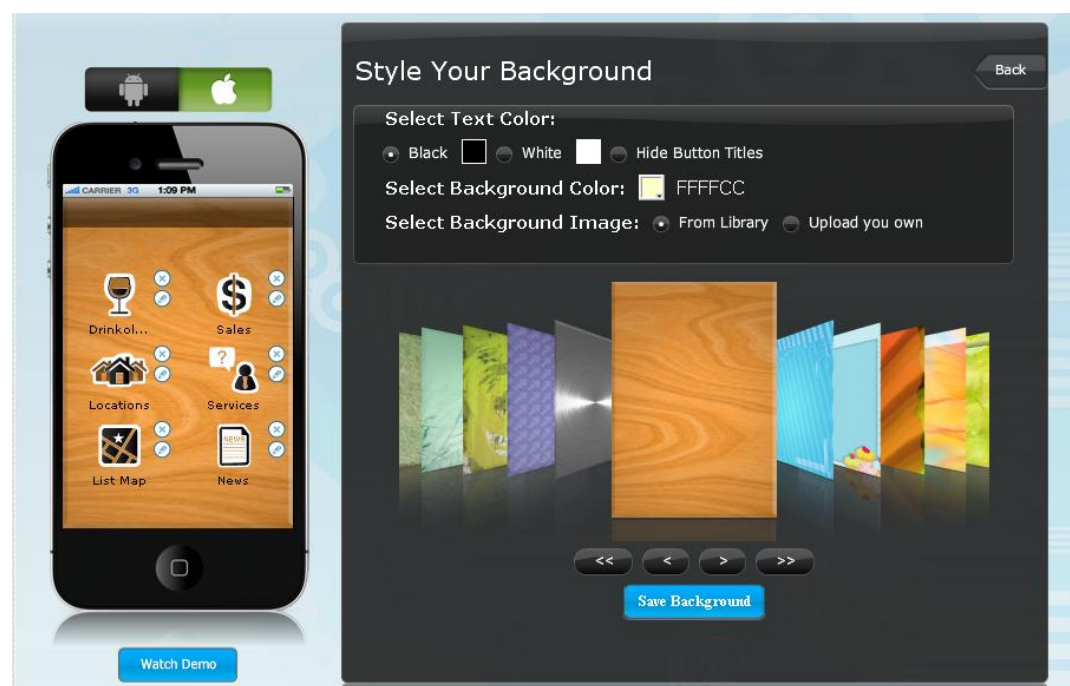 Style Your Background
Back
Select Text Color:
Black White Hide Button Titles
Select Background Color: FFFFCC
Select Background Image: From Library Upload you own
CARRIER 3G 1:09 PM
Drinkol... Sales
?
Locations Services
NEWS
List Map News
<< < > >>
Save Background
Watch Demo